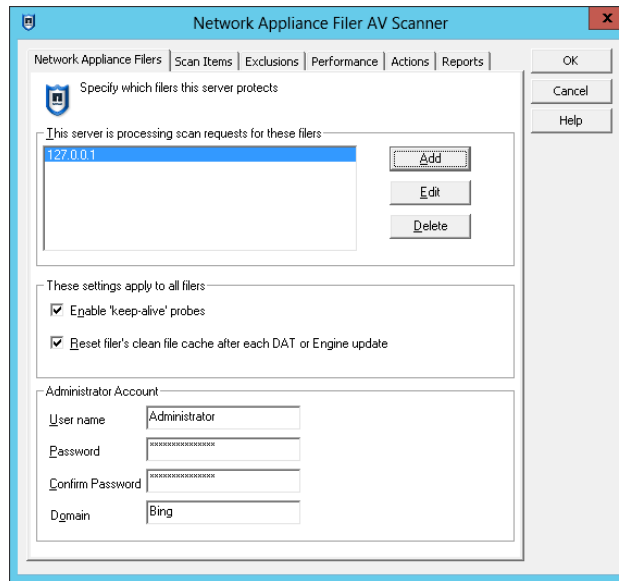 Network Appliance Filer AV Scanner
x
Network Appliance Filers
Scan Items
Exclusions
Performance
Actions
Reports
OK
Cancel
Help
Specify which filers this server protects
This server is processing scan requests for these filers
127.0.0.1
Add
Edit
Delete
These settings apply to all filers
Enable 'keep-alive' probes
Reset filer's clean file cache after each DAT or Engine update
Administrator Account
User name
Administrator
Password
***************
Confirm Password
***************
Domain
Bing